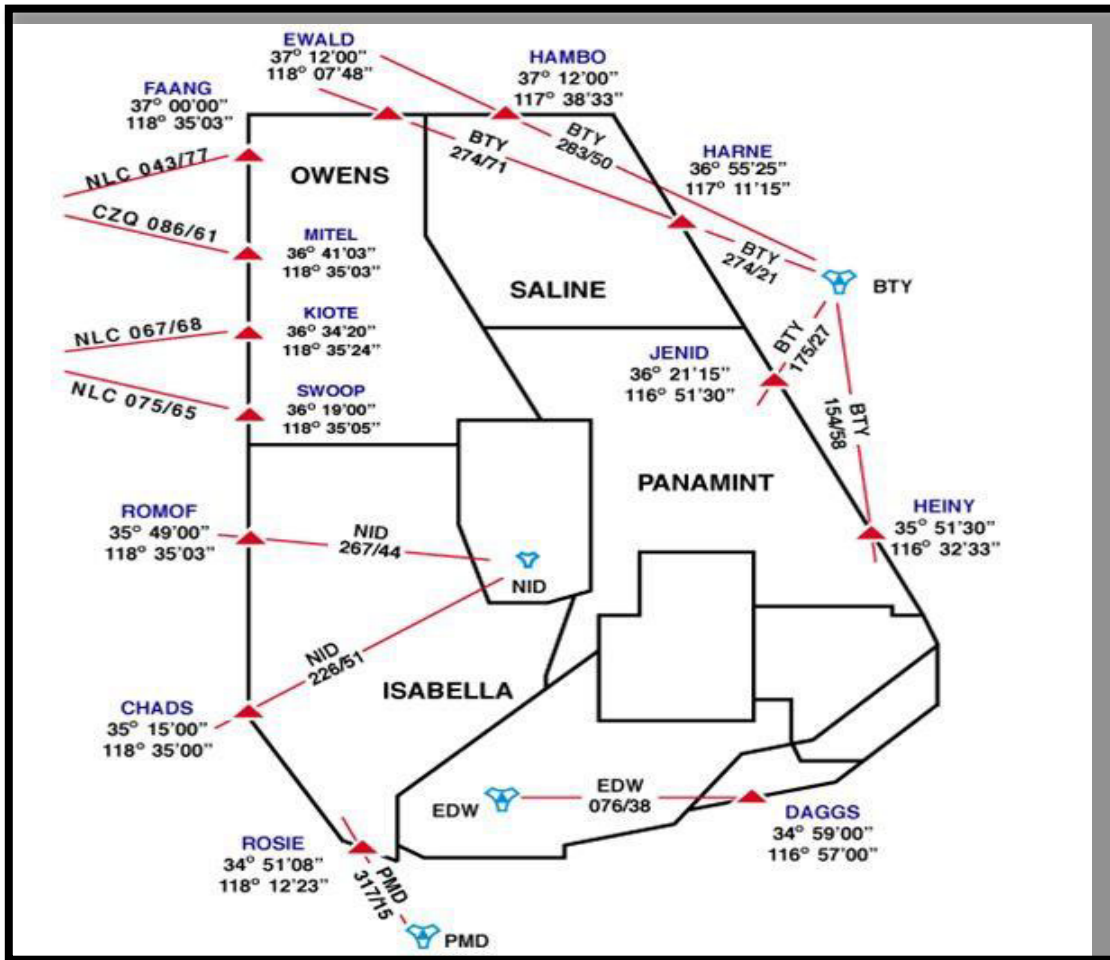 EWALD
37° 12'00"
118° 07'48"
HAMBO
37° 12'00"
117° 38'33"
FAANG
37° 00'00"
118° 35'03"
BTY
283/50
BTY
274/71
HARNE
36° 55'25"
117° 11'15"
NLC 043/77
OWENS
CZQ 086/61
MITEL
36° 41'03"
118° 35'03"
BTY
274/21
BTY
SALINE
KIOTE
36° 34'20"
118° 35'24"
NLC 067/68
BTY
175/27
JENID
36° 21'15"
116° 51'30"
NLC 075/65
SWOOP
36° 19'00"
118° 35'05"
BTY
154/58
PANAMINT
HEINY
35° 51'30"
116° 32'33"
ROMOF
35° 49'00"
118° 35'03"
NID
267/44
NID
NID
226/51
ISABELLA
CHADS
35° 15'00"
118° 35'00"
EDW
EDW
076/38
DAGGS
34° 59'00"
116° 57'00"
ROSIE
34° 51'08"
118° 12'23"
PMD
317/15
PMD